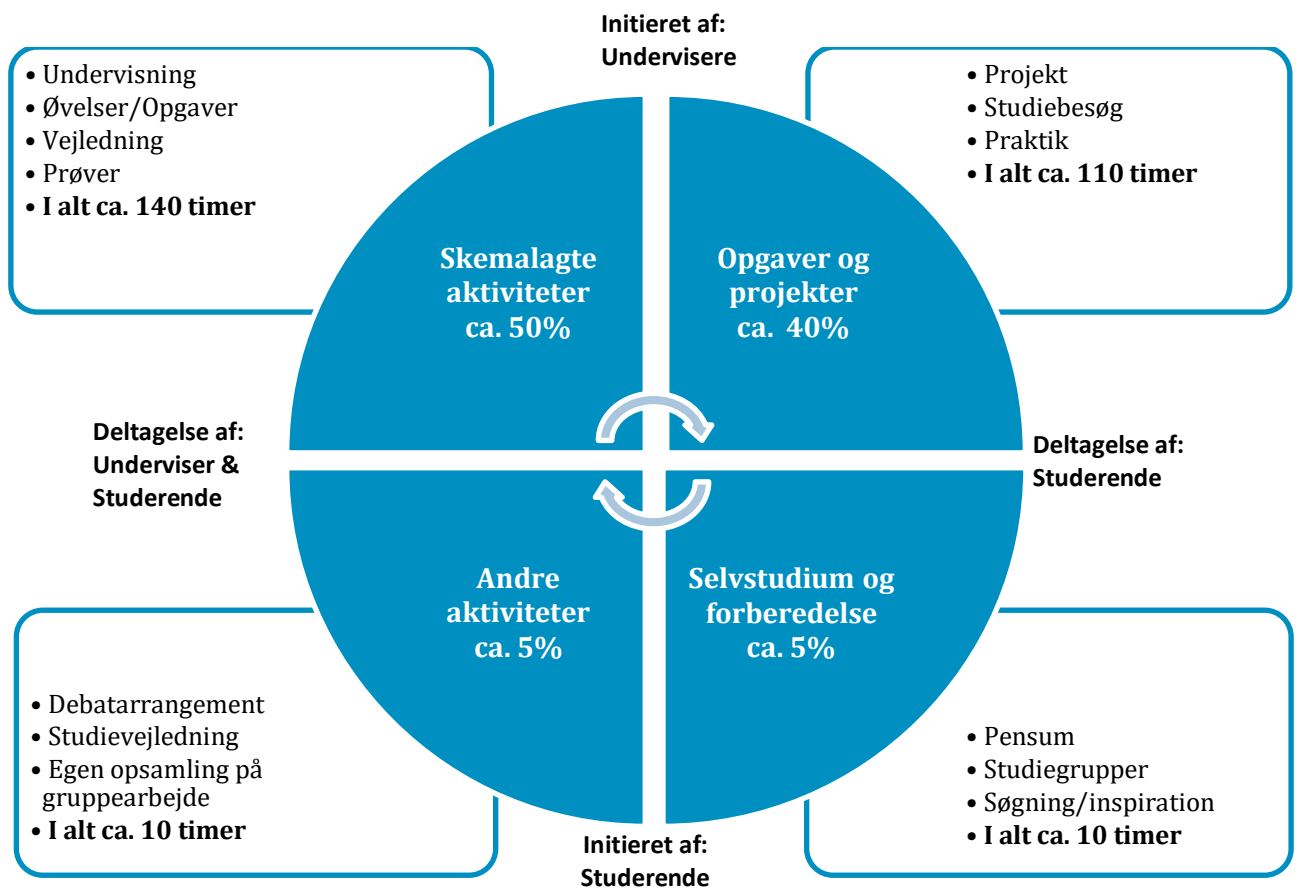 Initieret af:
Undervisere
• Undervisning
• Øvelser/Opgaver
• Vejledning
• Prøver
• I alt ca. 140 timer
• Projekt
• Studiebesøg
• Praktik
• I alt ca. 110 timer
Skemalagte
aktiviteter
ca. 50%
Opgaver og
projekter
ca. 40%
Deltagelse af:
Underviser &
Studerende
Deltagelse af:
Studerende
Andre
aktiviteter
ca. 5%
Selvstudium og
forberedelse
ca. 5%
• Debatarrangement
• Studievejledning
• Egen opsamling på
gruppearbejde
• I alt ca. 10 timer
• Pensum
• Studiegrupper
• Søgning/inspiration
• I alt ca. 10 timer
Initieret af:
Studerende